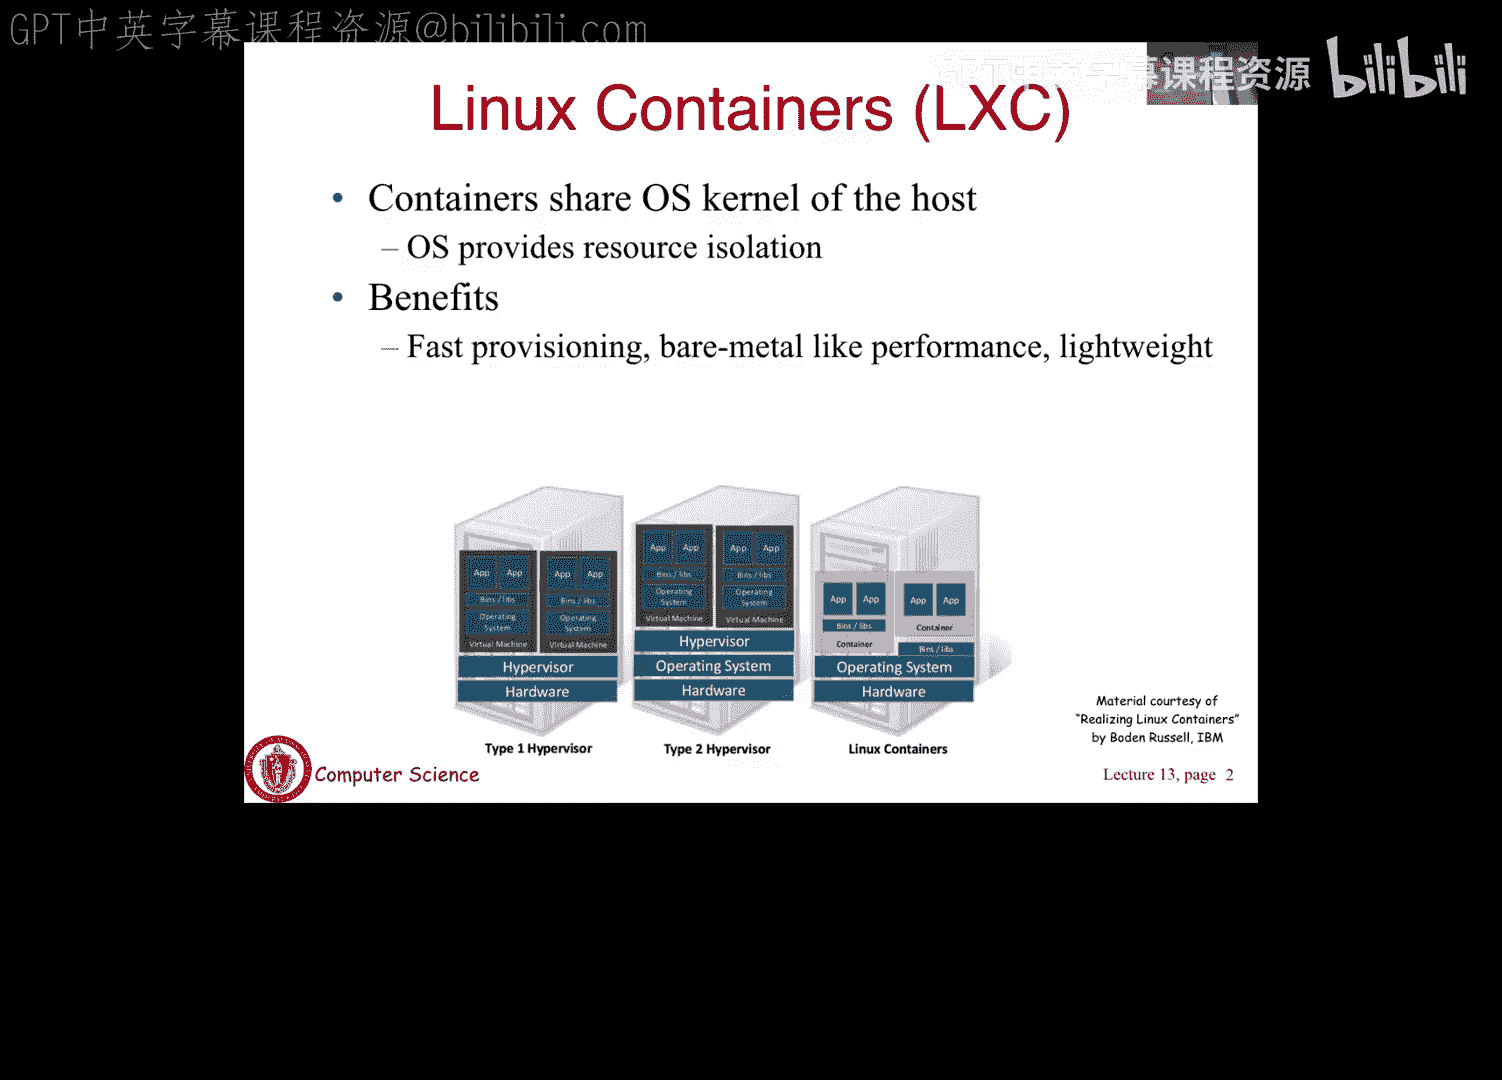 GPT中英字幕课程资源@bilibili.com
课程资源 bilibili
Linux Containers (LXC)
• Containers share OS kernel of the host
– OS provides resource isolation
• Benefits
– Fast provisioning, bare-metal like performance, lightweight
App App App App
Bins / libs Bins / libs
Operating System Operating System
Virtual Machine Virtual Machine
Hypervisor
Hardware
Type 1 Hypervisor
App App App App
Bins / libs Bins / libs
Operating System Operating System
Virtual Machine Virtual Machine
Hypervisor
Operating System
Hardware
Type 2 Hypervisor
App App App App
Bins / libs Container
Container Bins / libs
Operating System
Hardware
Linux Containers
Material courtesy of
"Realizing Linux Containers"
by Boden Russell, IBM
Computer Science
Lecture 13, page 2